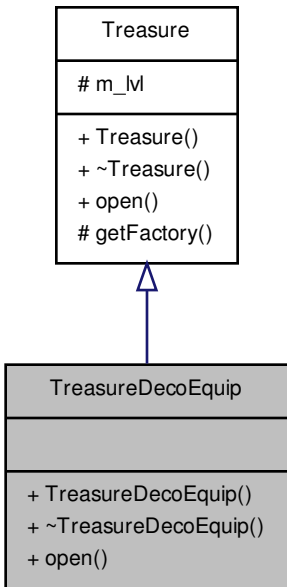 Treasure
# m_lvl
+ Treasure()
+ ~Treasure()
+ open()
# getFactory()
TreasureDecoEquip
+ TreasureDecoEquip()
+ ~TreasureDecoEquip()
+ open()